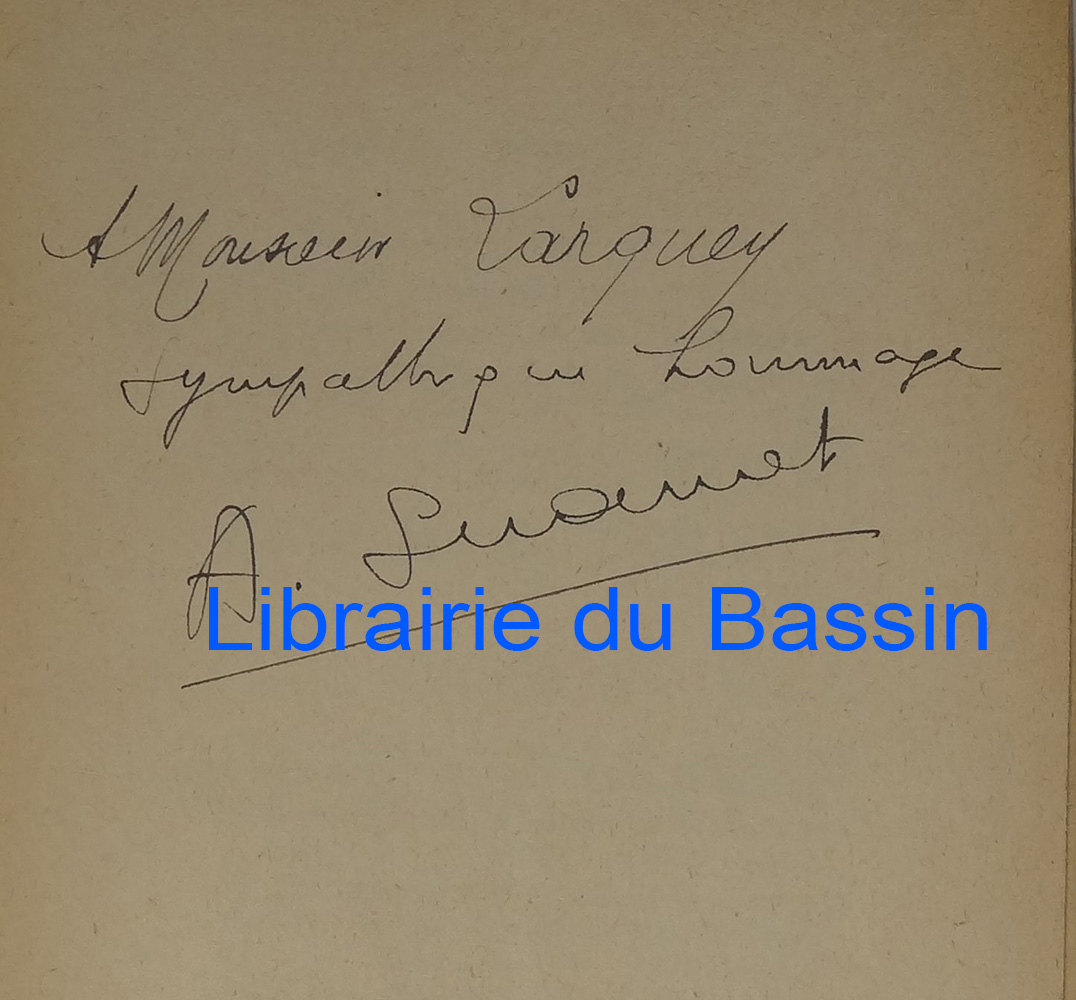 A Monsieur Larquey
sympathique hommage
A.
Librairie du Bassin